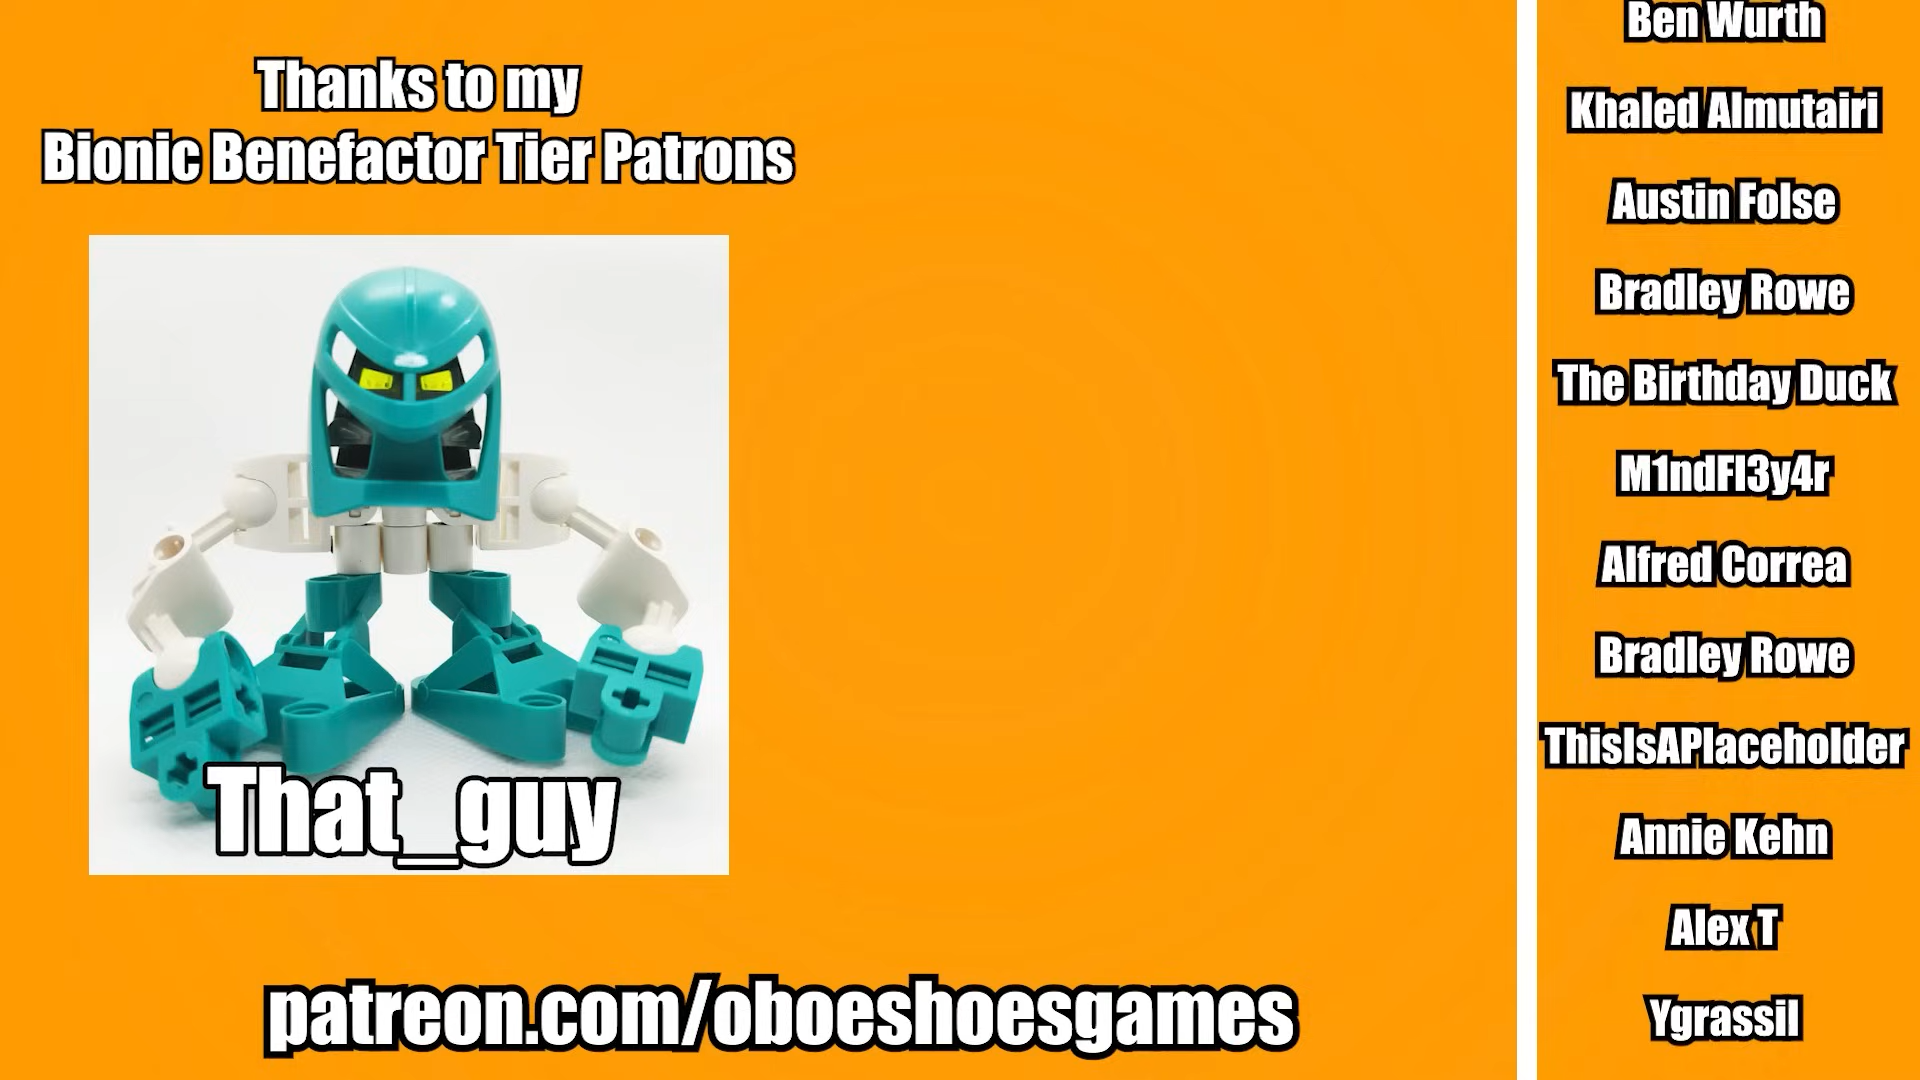 Thanks to my
Bionic Benefactor Tier Patrons
That_guy
patreon.com/oboeshoesgames
Ben Wurth
Khaled Almutairi
Austin Folse
Bradley Rowe
The Birthday Duck
M1ndFl3y4r
Alfred Correa
Bradley Rowe
ThisIsAPlaceholder
Annie Kehn
Alex T
Ygrassil